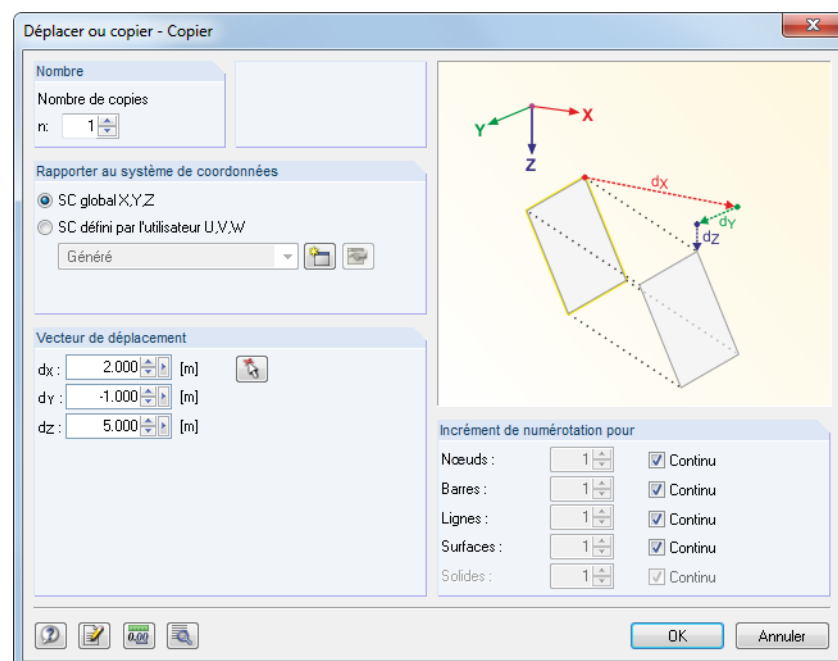 Déplacer ou copier - Copier
Nombre
Nombre de copies
n: 1
Rapporter au système de coordonnées
SC global X,Y,Z
SC défini par l'utilisateur U,V,W
Généré
Vecteur de déplacement
dX : 2.000 [m]
dY : -1.000 [m]
dZ : 5.000 [m]
X
Y
Z
dX
dY
dZ
Incrément de numérotation pour
Nœuds : 1 Continu
Barres : 1 Continu
Lignes : 1 Continu
Surfaces : 1 Continu
Solides : 1 Continu
0.00
OK
Annuler